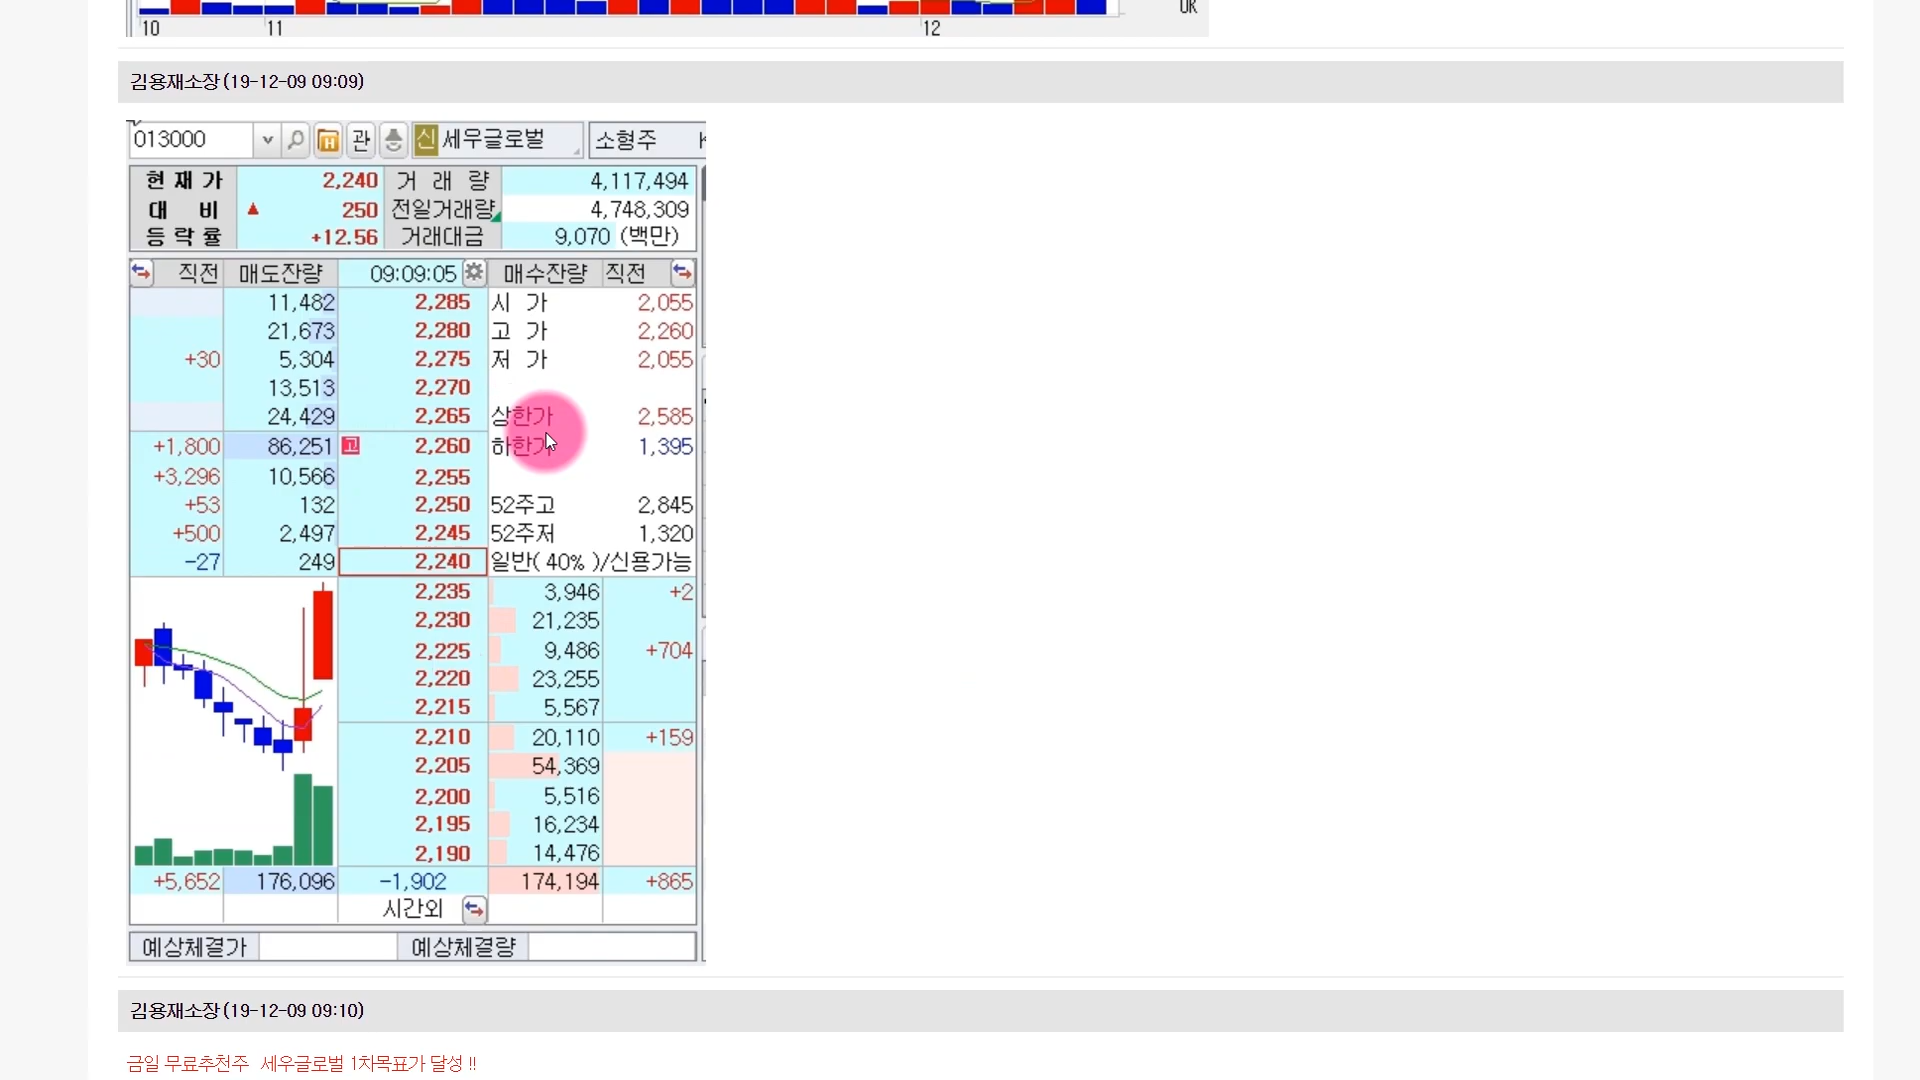 0K
10 11 12
김용재소장(19-12-09 09:09)
013000 관 신 세우글로벌 소형주
현재가 2,240 거래량 4,117,494
대비 ▲ 250 전일거래량 4,748,309
등락률 +12.56 거래대금 9,070 (백만)
직전 매도잔량 09:09:05 매수잔량 직전
11,482 2,285 시가 2,055
21,673 2,280 고가 2,260
+30 5,304 2,275 저가 2,055
13,513 2,270
24,429 2,265 상한가 2,585
+1,800 86,251 고 2,260 하한가 1,395
+3,296 10,566 2,255
+53 132 2,250 52주고 2,845
+500 2,497 2,245 52주저 1,320
-27 249 2,240 일반( 40% )/신용가능
2,235 3,946 +2
2,230 21,235
2,225 9,486 +704
2,220 23,255
2,215 5,567
2,210 20,110 +159
2,205 54,369
2,200 5,516
2,195 16,234
2,190 14,476
+5,652 176,096 -1,902 174,194 +865
시간외
예상체결가 예상체결량
김용재소장(19-12-09 09:10)
금일 무료추천주 세우글로벌 1차목표가 달성 !!